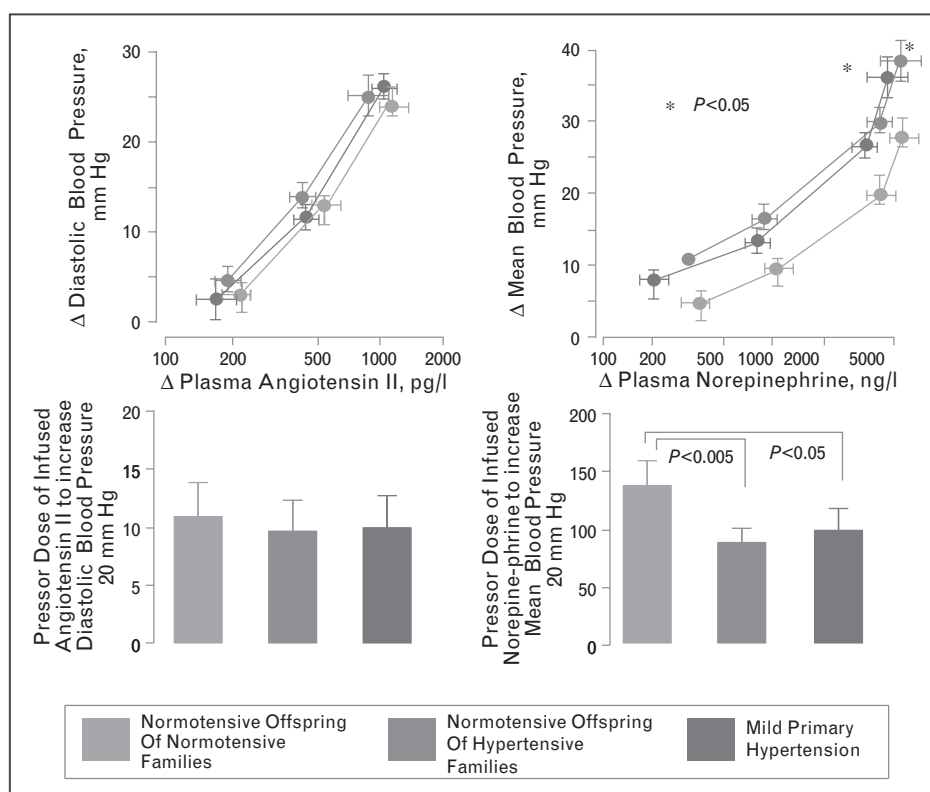 Δ Diastolic Blood Pressure,
mm Hg
30
20
10
0
100 200 500 1000 2000
Δ Plasma Angiotensin II, pg/l
Δ Mean Blood Pressure,
mm Hg
40
30
20
10
0
* P<0.05
*
*
100 200 500 1000 2000 5000
Δ Plasma Norepinephrine, ng/l
Pressor Dose of Infused
Angiotensin II to increase
Diastolic Blood Pressure
20 mm Hg
20
15
10
5
0
Pressor Dose of Infused
Norepine-phrine to increase
Mean Blood Pressure
20 mm Hg
200
150
100
50
0
P<0.005
P<0.05
Normotensive Offspring
Of Normotensive
Families
Normotensive Offspring
Of Hypertensive
Families
Mild Primary
Hypertension